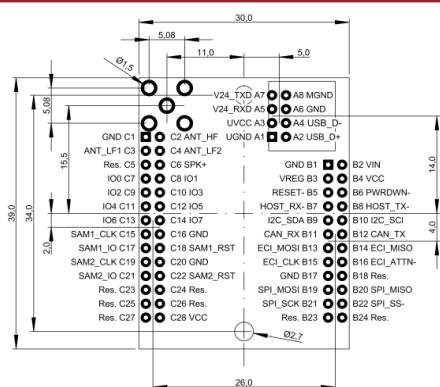 30,0
5,08
11,0
5,0
Ø1,5
5,08
39,0
34,0
15,5
2,0
14,0
4,0
V24_TXD A7 A8 MGND
V24_RXD A5 A6 GND
UVCC A3 A4 USB_D-
UGND A1 A2 USB_D+
GND C1 C2 ANT_HF
ANT_LF1 C3 C4 ANT_LF2
Res. C5 C6 SPK+
IO0 C7 C8 IO1
IO2 C9 C10 IO3
IO4 C11 C12 IO5
IO6 C13 C14 IO7
SAM1_CLK C15 C16 GND
SAM1_IO C17 C18 SAM1_RST
SAM2_CLK C19 C20 GND
SAM2_IO C21 C22 SAM2_RST
Res. C23 C24 Res.
Res. C25 C26 Res.
Res. C27 C28 VCC
GND B1 B2 VIN
VREG B3 B4 VCC
RESET- B5 B6 PWRDWN-
HOST_RX- B7 B8 HOST_TX-
I2C_SDA B9 B10 I2C_SCI
CAN_RX B11 B12 CAN_TX
ECI_MOSI B13 B14 ECI_MISO
ECI_CLK B15 B16 ECI_ATTN-
GND B17 B18 Res.
SPI_MOSI B19 B20 SPI_MISO
SPI_SCK B21 B22 SPI_SS-
Res. B23 B24 Res.
Ø2,7
26,0